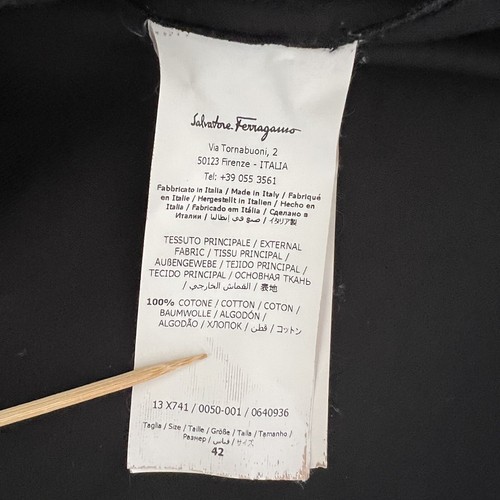 Salvatore Ferragamo
Via Tornabuoni, 2
50123 Firenze - ITALIA
Tel: +39 055 3561
Fabbricato in Italia / Made in Italy / Fabriqué
en Italie / Hergestellt in Italien / Hecho en
Italia / Fabricado em Itália / Сделано в
Италии / صنع في إيطاليا / イタリア製
TESSUTO PRINCIPALE / EXTERNAL
FABRIC / TISSU PRINCIPAL /
AUßENGEWEBE / TEJIDO PRINCIPAL /
TECIDO PRINCIPAL / ОСНОВНАЯ ТКАНЬ
/ القماش الخارجي / 表地
100% COTONE / COTTON / COTON /
BAUMWOLLE / ALGODÓN /
ALGODÃO / ХЛОПОК / قطن / コットン
13 X741 / 0050-001 / 0640936
Taglia / Size / Taille / Größe / Talla / Tamanho /
Размер / قياس / サイズ
42